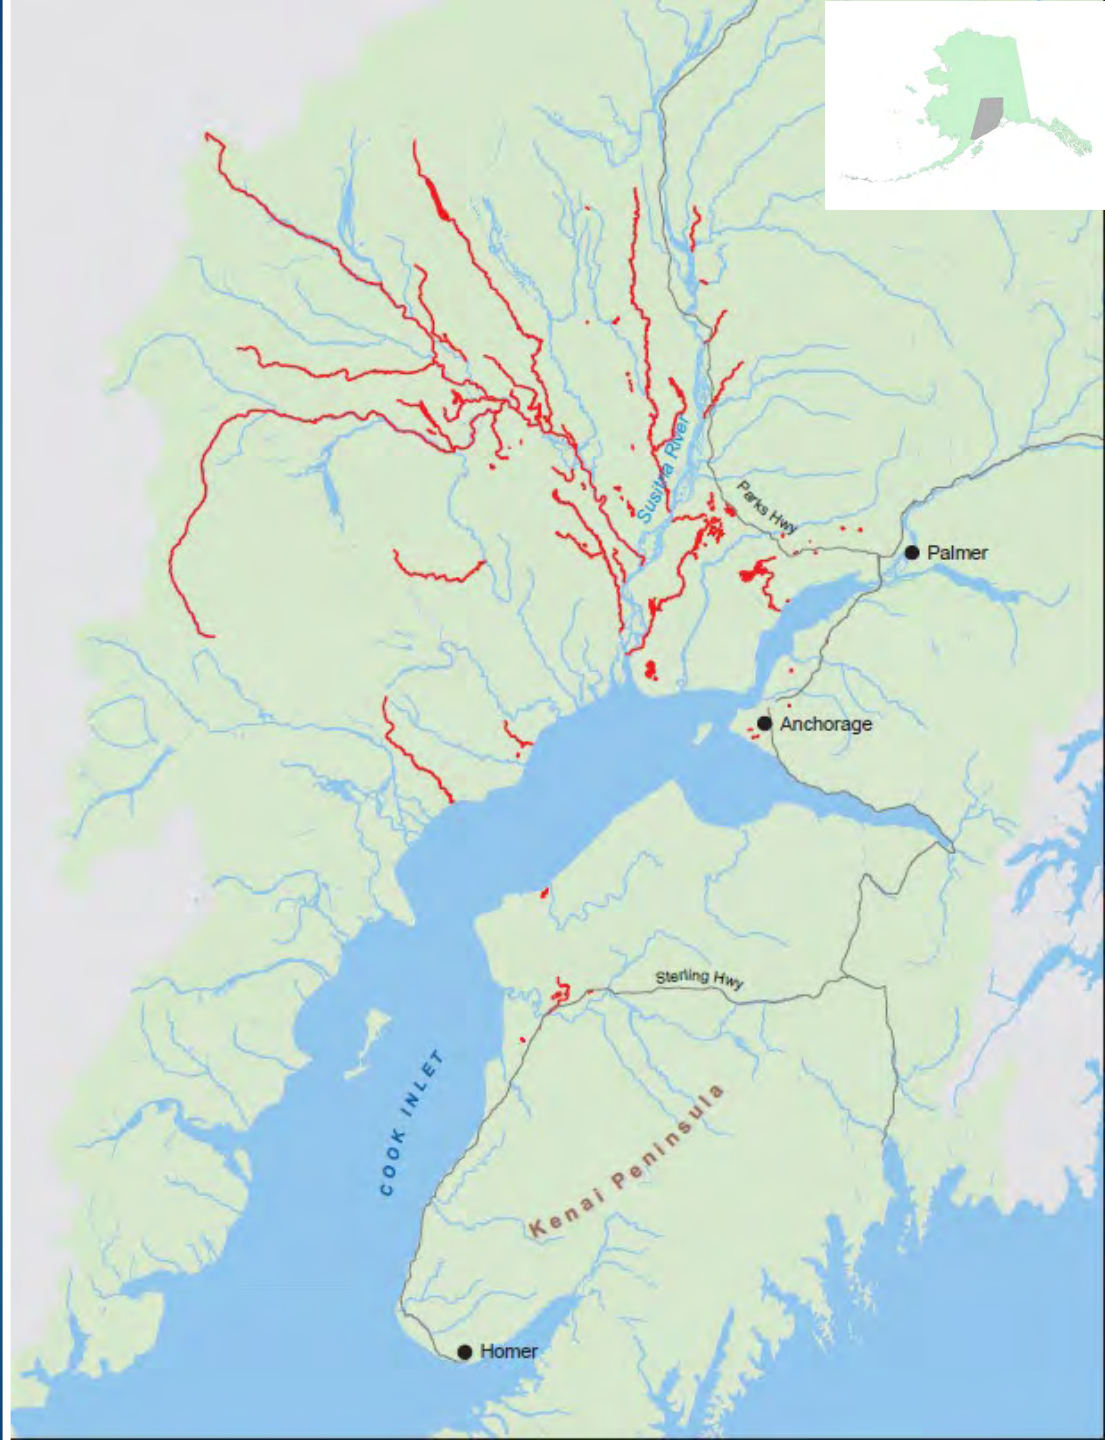 Susitna River
Parks Hwy
Palmer
Anchorage
Sterling Hwy
COOK INLET
Kenai Peninsula
Homer